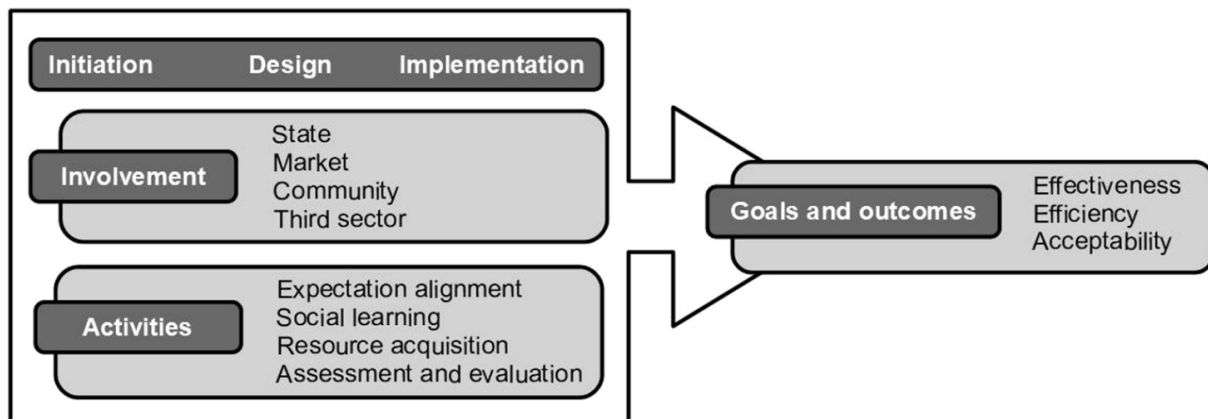 Initiation Design Implementation
Involvement
State
Market
Community
Third sector
Activities
Expectation alignment
Social learning
Resource acquisition
Assessment and evaluation
Goals and outcomes
Effectiveness
Efficiency
Acceptability